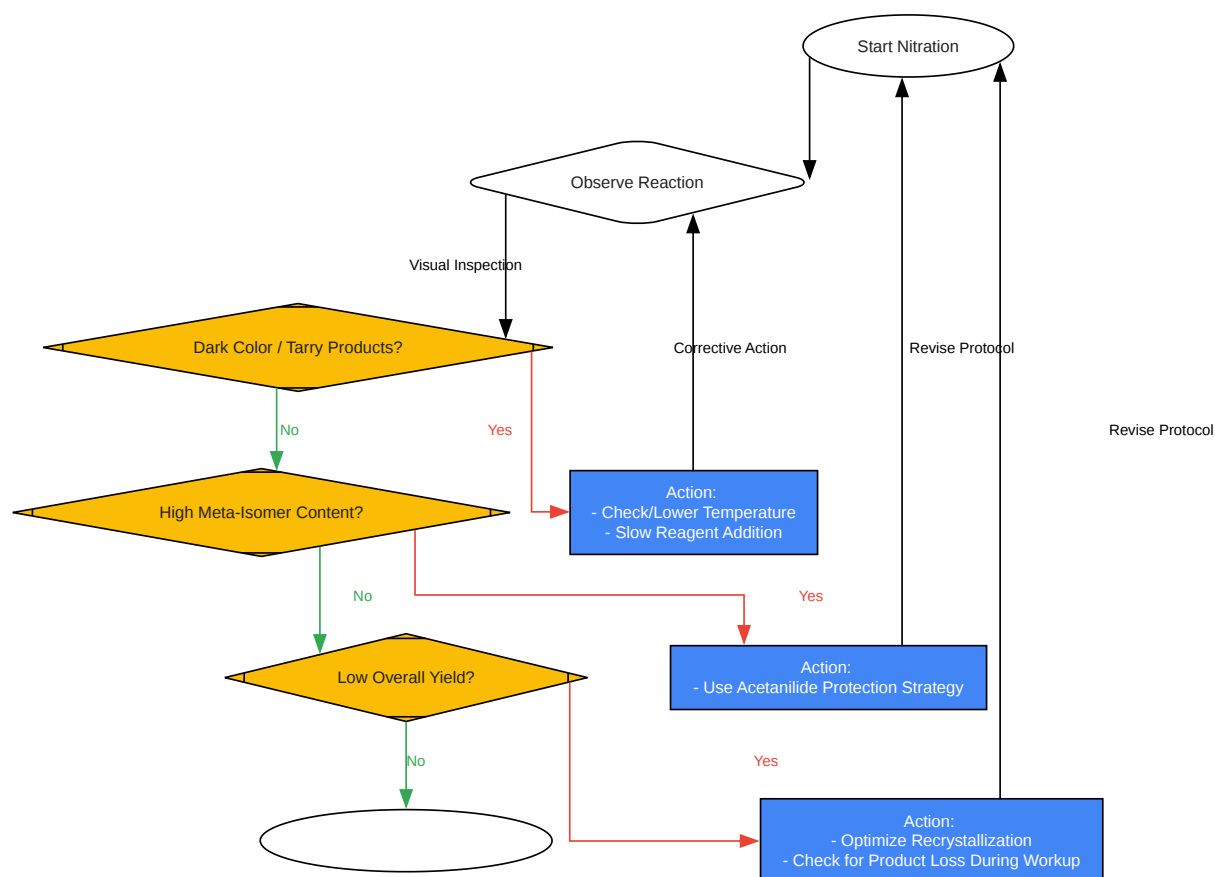 Start Nitration
Observe Reaction
Visual Inspection
Dark Color / Tarry Products?
Corrective Action
Revise Protocol
No
Yes
Revise Protocol
High Meta-Isomer Content?
Action:
- Check/Lower Temperature
- Slow Reagent Addition
No
Yes
Low Overall Yield?
Action:
- Use Acetanilide Protection Strategy
No
Yes
Action:
- Optimize Recrystallization
- Check for Product Loss During Workup